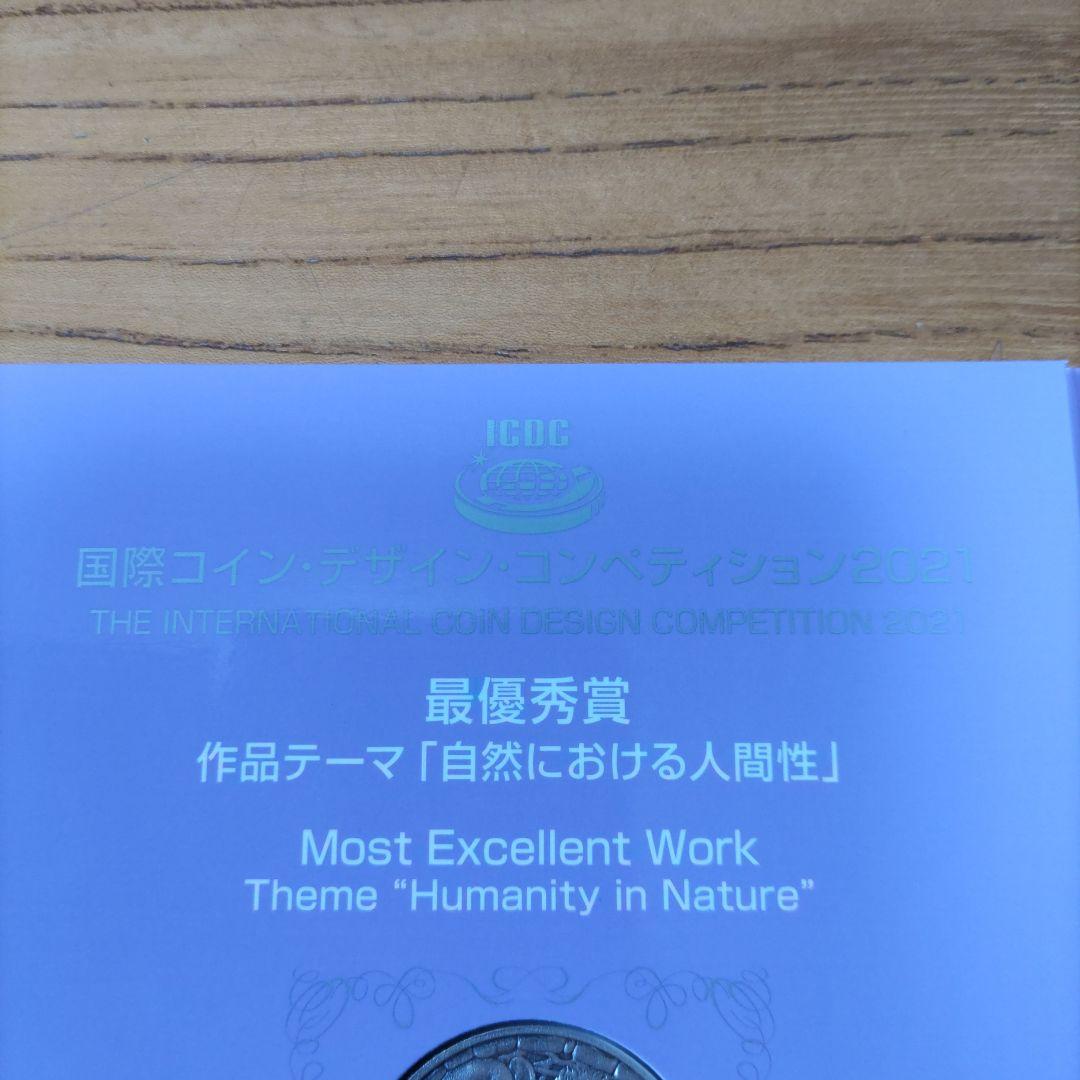 ICDC
国際コイン・デザイン・コンペティション2021
THE INTERNATIONAL COIN DESIGN COMPETITION 2021
最優秀賞
作品テーマ「自然における人間性」
Most Excellent Work
Theme “Humanity in Nature”